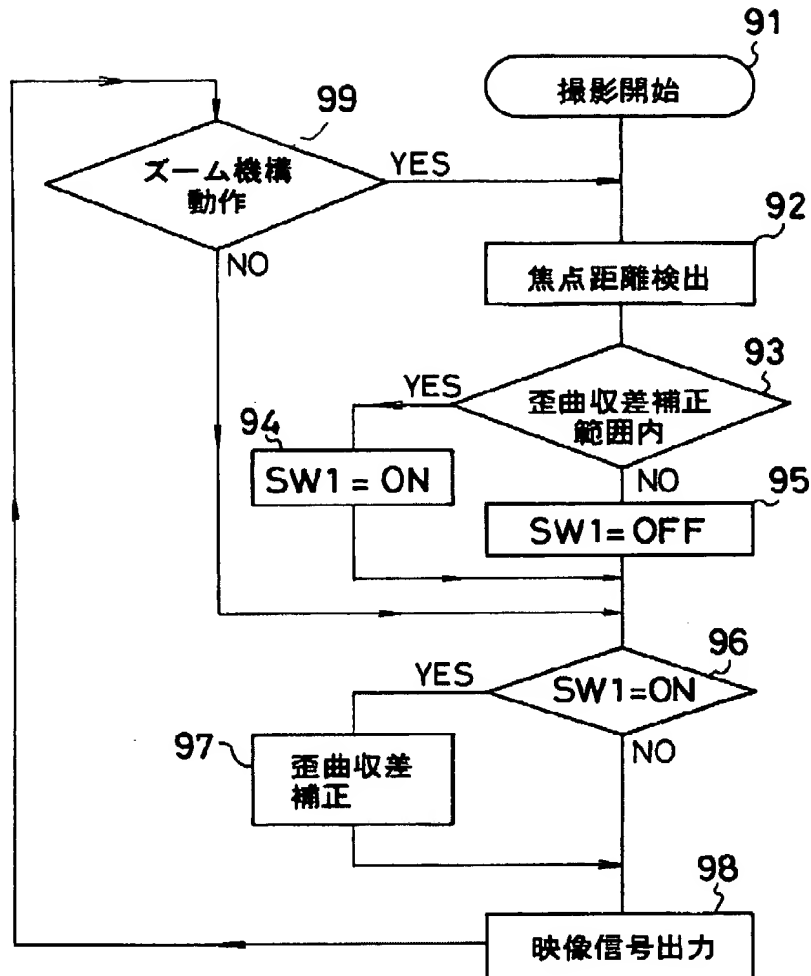 91
撮影開始
99
ズーム機構
動作
YES
NO
92
焦点距離検出
93
歪曲収差補正
範囲内
YES
NO
94
SW1 = ON
95
SW1=OFF
96
SW1=ON
YES
NO
97
歪曲収差
補正
98
映像信号出力